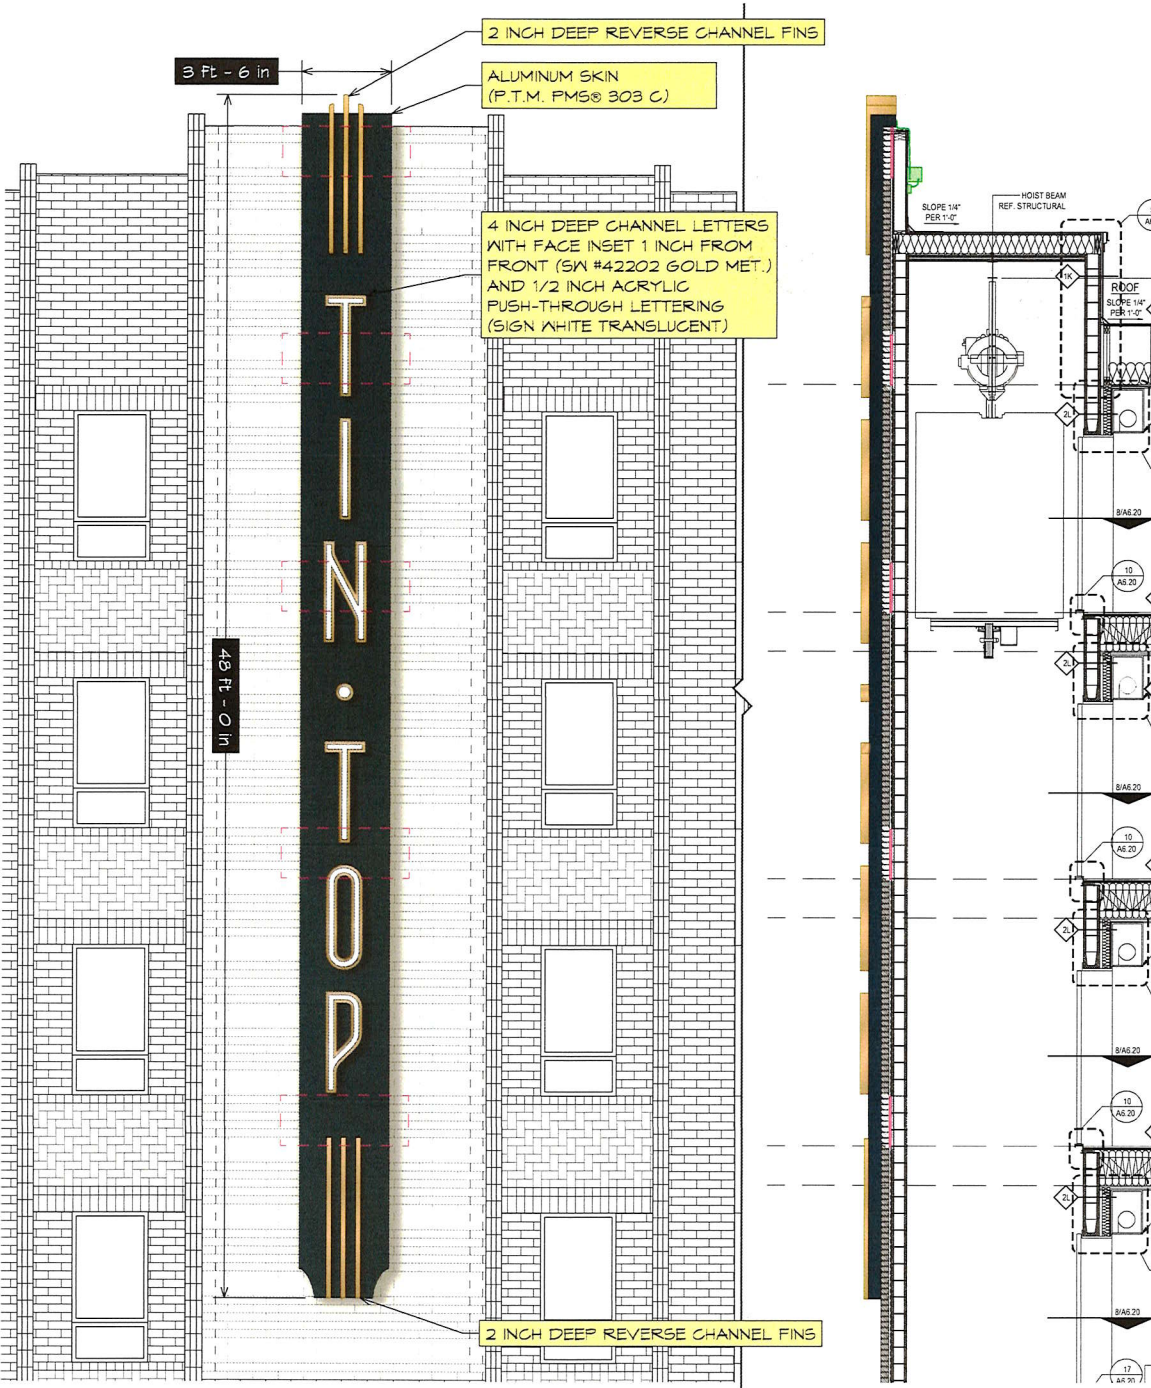 2 INCH DEEP REVERSE CHANNEL FINS
3 ft - 6 in
ALUMINUM SKIN
(P.T.M. PMS® 303 C)
4 INCH DEEP CHANNEL LETTERS
WITH FACE INSET 1 INCH FROM
FRONT (SW #42202 GOLD MET.)
AND 1/2 INCH ACRYLIC
PUSH-THROUGH LETTERING
(SIGN WHITE TRANSLUCENT)
TIN • TOP
48 ft - 0 in
2 INCH DEEP REVERSE CHANNEL FINS
SLOPE 1/4"
PER 1'-0"
HOIST BEAM
REF. STRUCTURAL
1K
ROOF
SLOPE 1/4"
PER 1'-0"
2L
8/A6.20
10
A6.20
2L
8/A6.20
10
A6.20
2L
8/A6.20
10
A6.20
2L
8/A6.20
17
A6.20